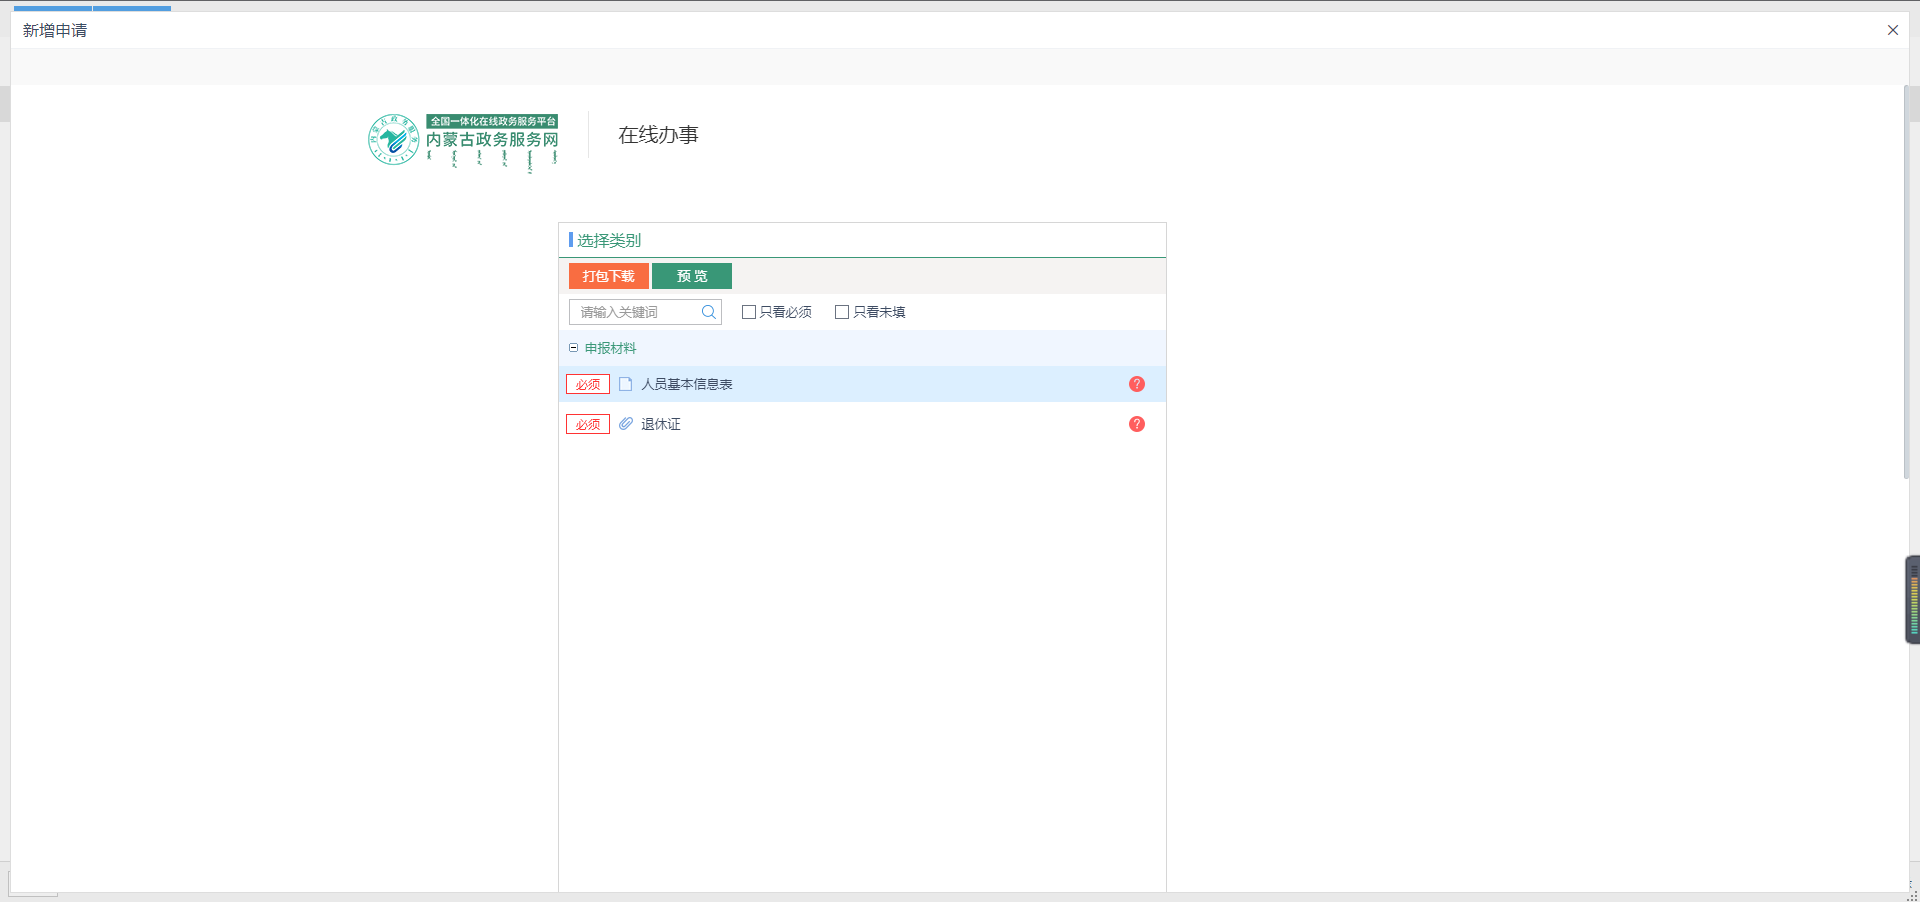 新增申请
全国一体化在线政务服务平台
内蒙古政务服务网
在线办事
选择类别
打包下载 预 览
请输入关键词 只看必须 只看未填
申报材料
必须 人员基本信息表 ?
必须 退休证 ?